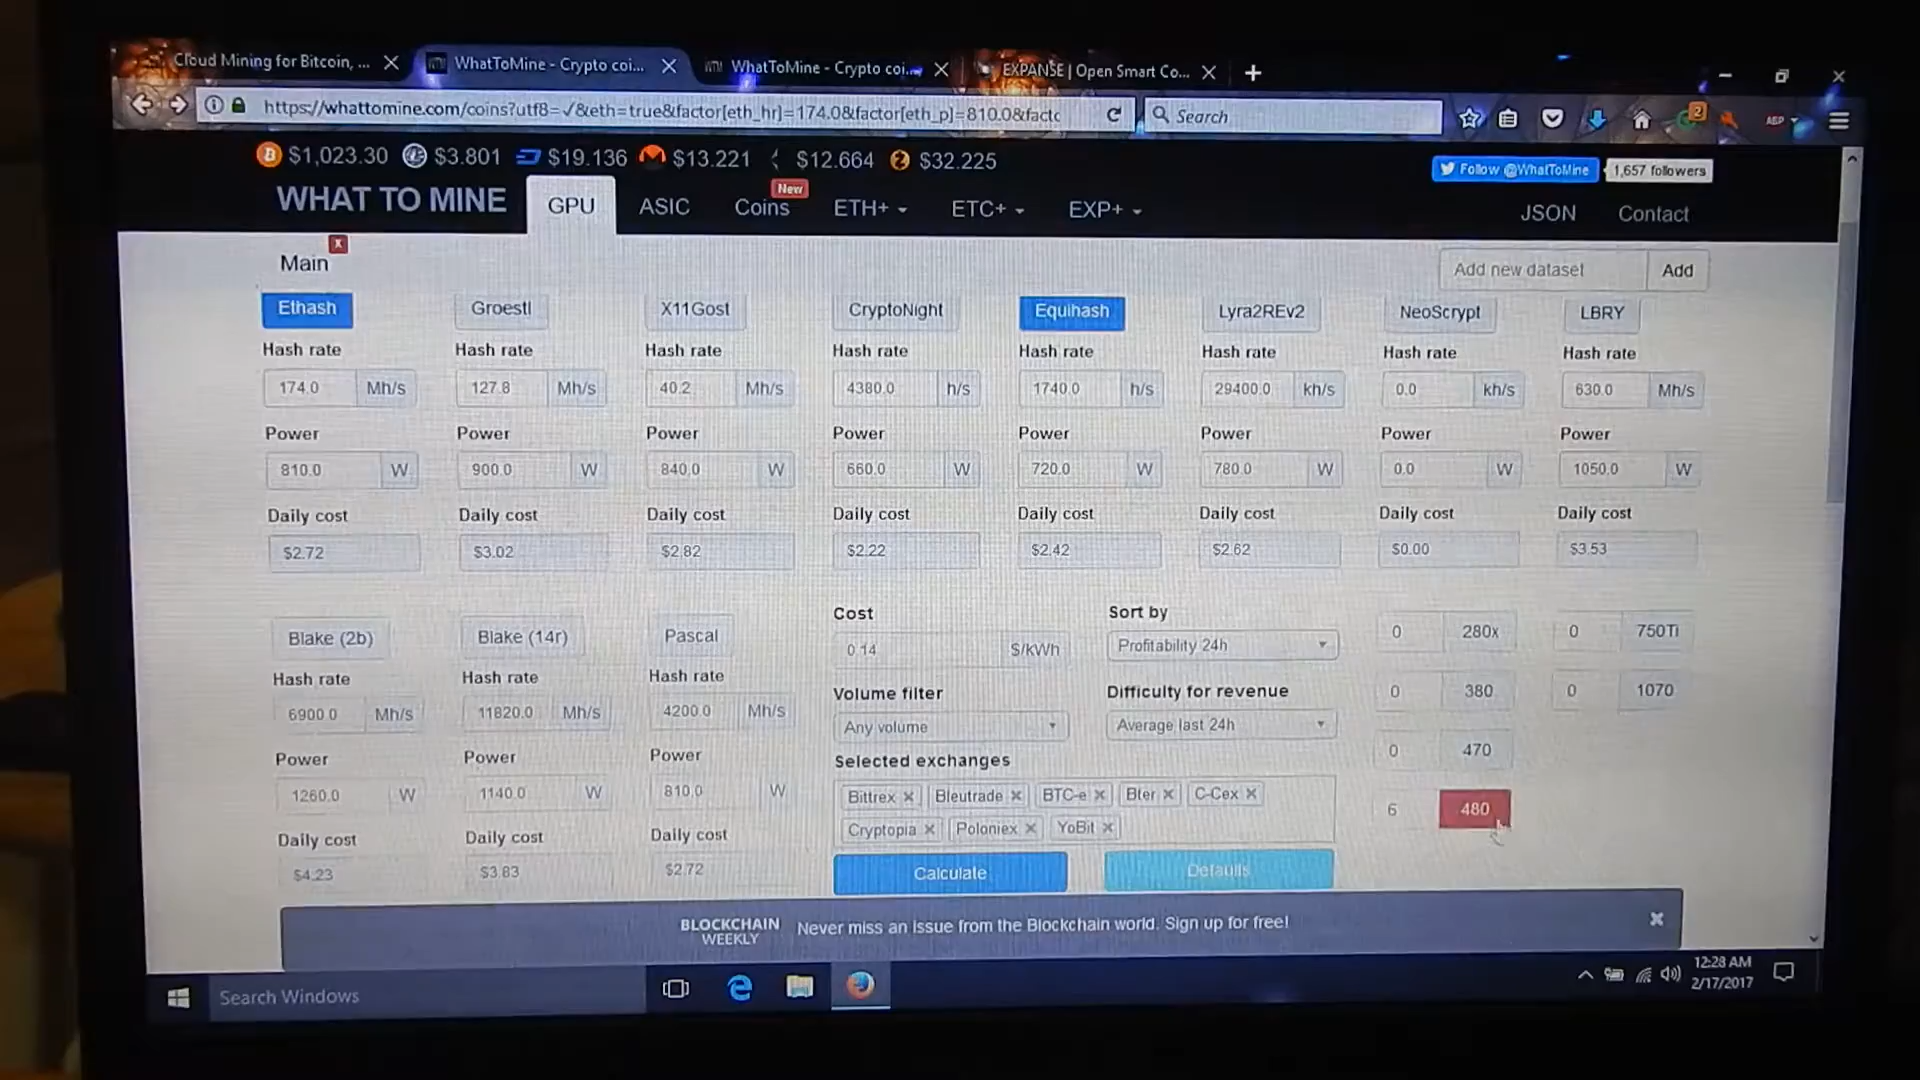 Cloud Mining for Bitcoin, ...
WhatToMine - Crypto coi...
WhatToMine - Crypto coi...
EXPANSE | Open Smart Co...
https://whattomine.com/coins?utf8=✓&eth=true&factor[eth_hr]=174.0&factor[eth_p]=810.0&facto
Search
2
ABP
$1,023.30 $3.801 $19.136 $13.221 $12.664 $32.225
Follow @WhatToMine 1,657 followers
WHAT TO MINE GPU ASIC Coins New ETH+ ETC+ EXP+ JSON Contact
Main x
Add new dataset Add
Ethash Groestl X11Gost CryptoNight Equihash Lyra2REv2 NeoScrypt LBRY
Hash rate Hash rate Hash rate Hash rate Hash rate Hash rate Hash rate Hash rate
174.0 Mh/s 127.8 Mh/s 40.2 Mh/s 4380.0 h/s 1740.0 h/s 29400.0 kh/s 0.0 kh/s 630.0 Mh/s
Power Power Power Power Power Power Power Power
810.0 W 900.0 W 840.0 W 660.0 W 720.0 W 780.0 W 0.0 W 1050.0 W
Daily cost Daily cost Daily cost Daily cost Daily cost Daily cost Daily cost Daily cost
$2.72 $3.02 $2.82 $2.22 $2.42 $2.62 $0.00 $3.53
Blake (2b) Blake (14r) Pascal
Hash rate Hash rate Hash rate
6900.0 Mh/s 11820.0 Mh/s 4200.0 Mh/s
Power Power Power
1260.0 W 1140.0 W 810.0 W
Daily cost Daily cost Daily cost
$4.23 $3.83 $2.72
Cost
0.14 $/kWh
Sort by
Profitability 24h
Volume filter
Any volume
Difficulty for revenue
Average last 24h
Selected exchanges
Bittrex × Bleutrade × BTC-e × Bter × C-Cex ×
Cryptopia × Poloniex × YoBit ×
Calculate Defaults
0 280x 0 750Ti
0 380 0 1070
0 470
6 480
BLOCKCHAIN
WEEKLY
Never miss an issue from the Blockchain world. Sign up for free!
Search Windows
12:28 AM
2/17/2017